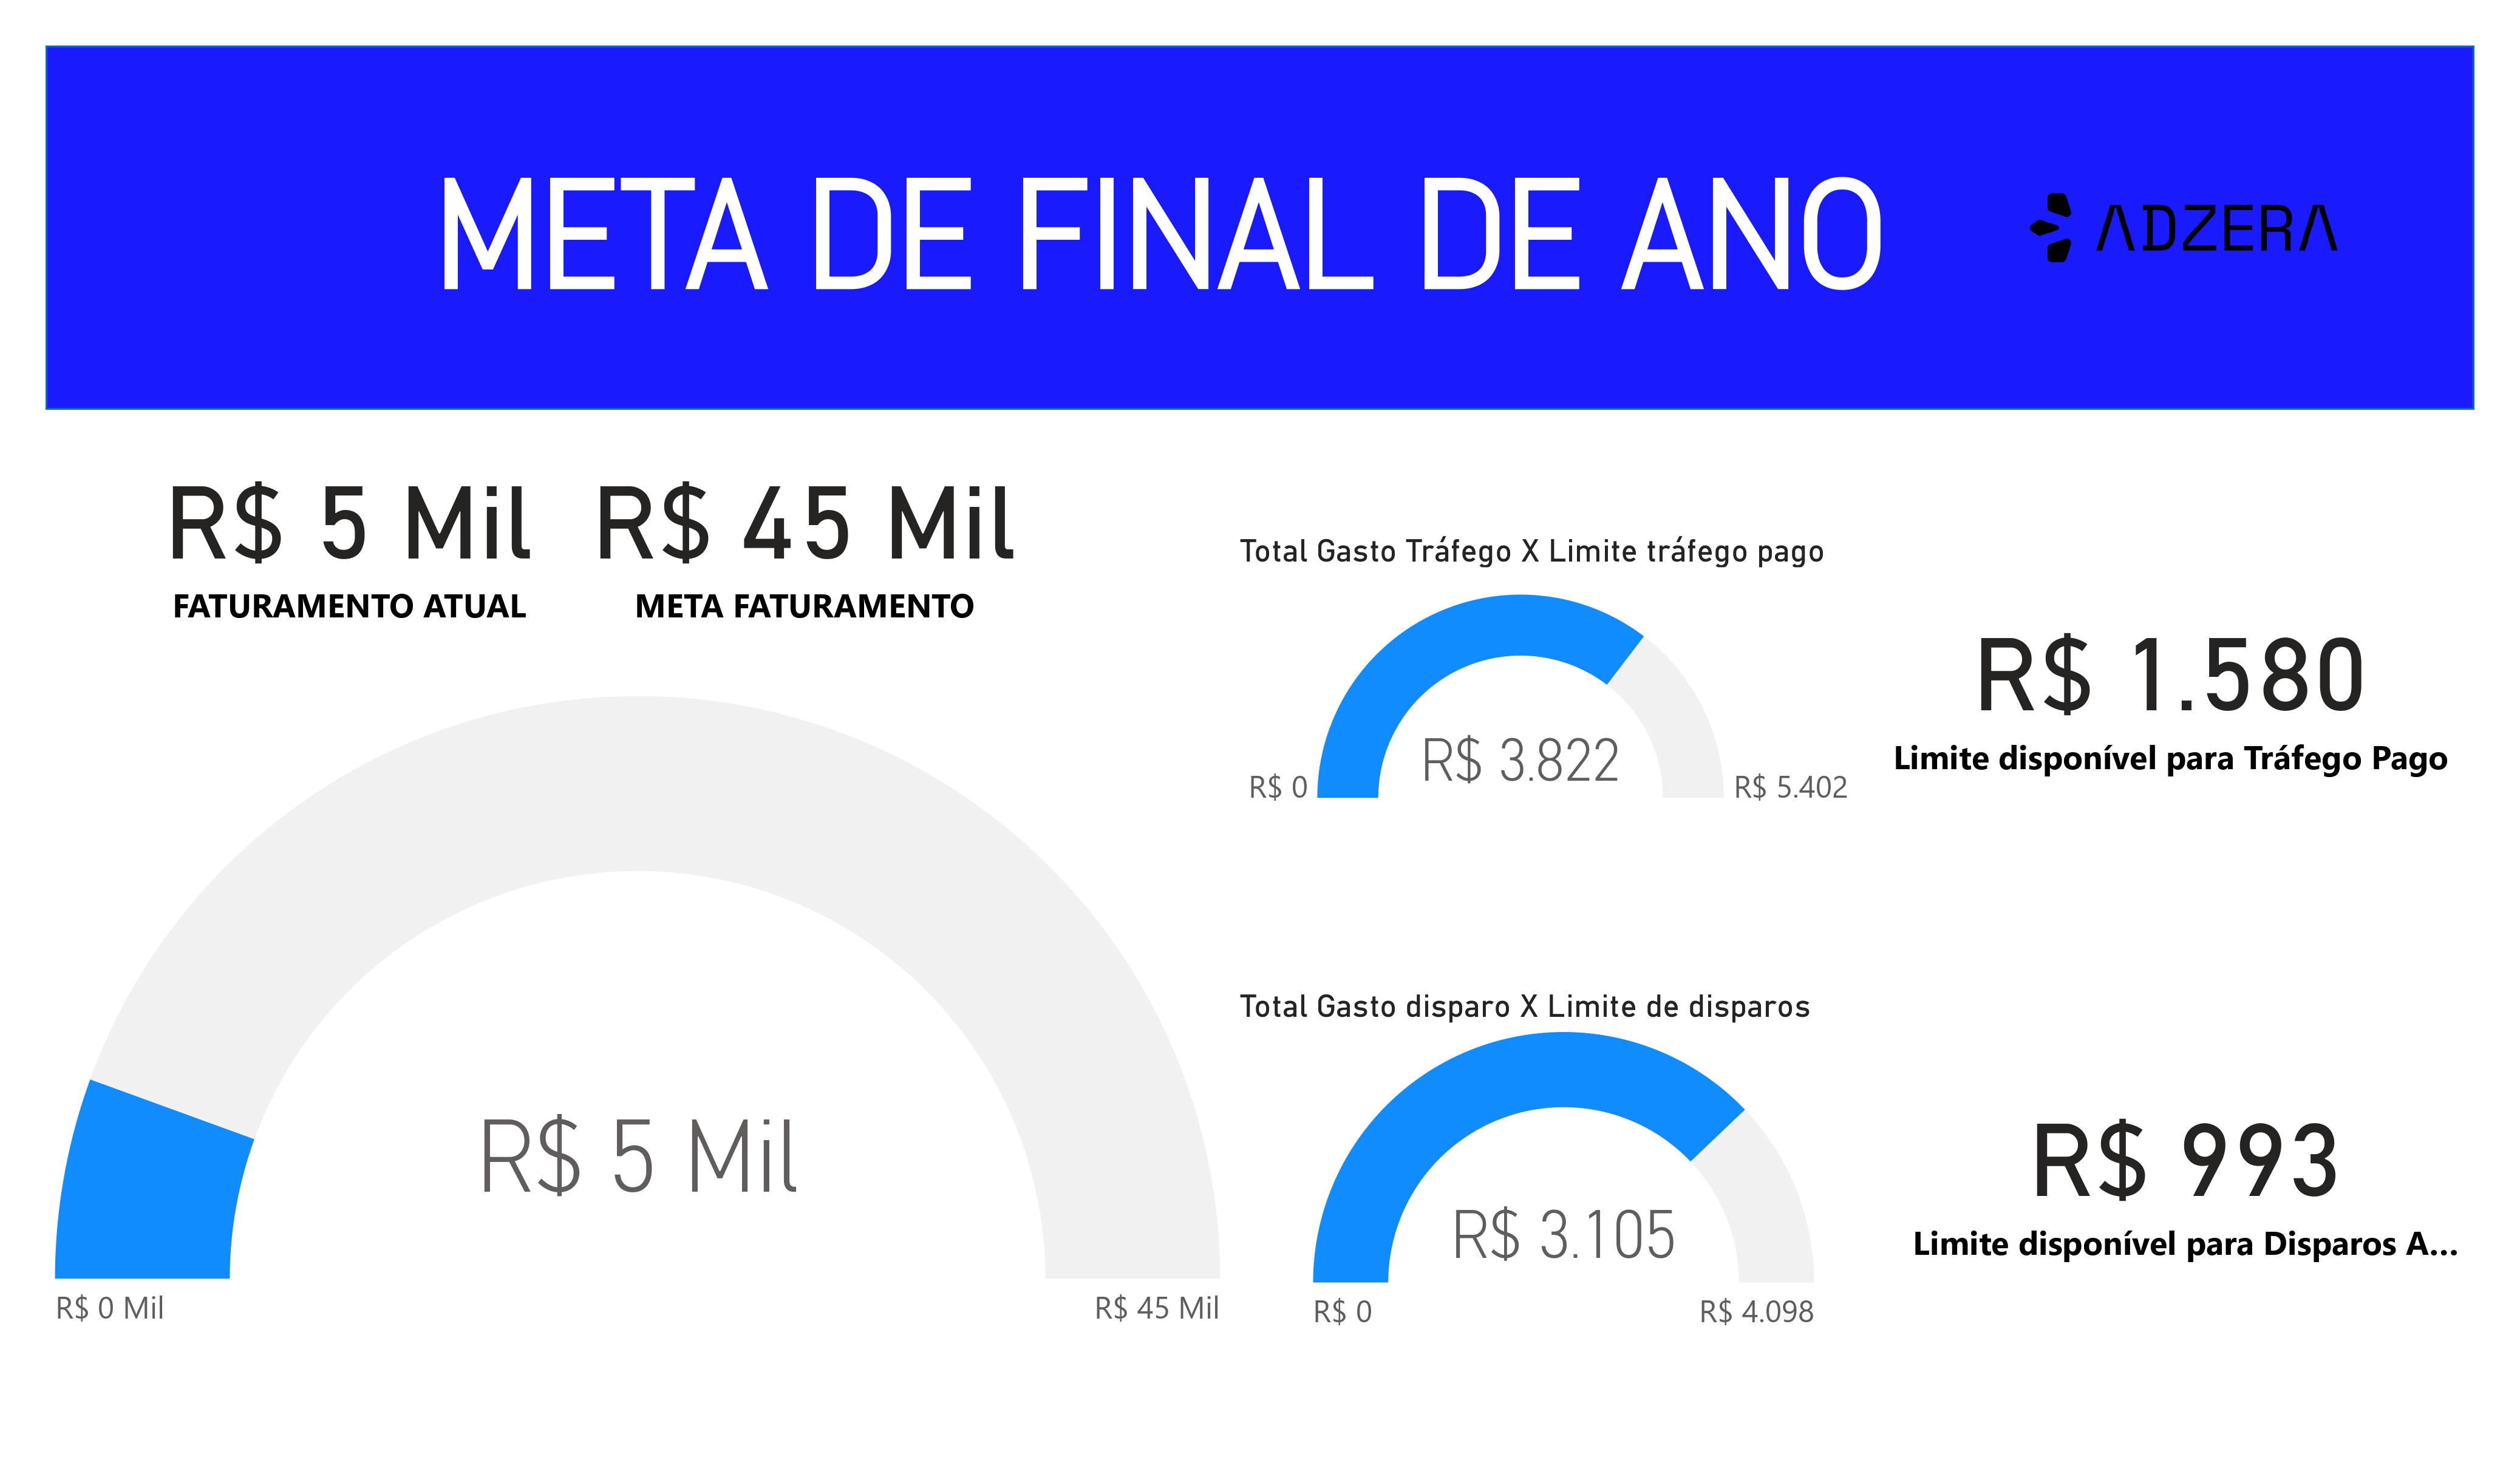 META DE FINAL DE ANO
ADZERA
R$ 5 Mil
FATURAMENTO ATUAL
R$ 45 Mil
META FATURAMENTO
R$ 5 Mil
R$ 0 Mil
R$ 45 Mil
Total Gasto Tráfego X Limite tráfego pago
R$ 3.822
R$ 0
R$ 5.402
R$ 1.580
Limite disponível para Tráfego Pago
Total Gasto disparo X Limite de disparos
R$ 3.105
R$ 0
R$ 4.098
R$ 993
Limite disponível para Disparos A...